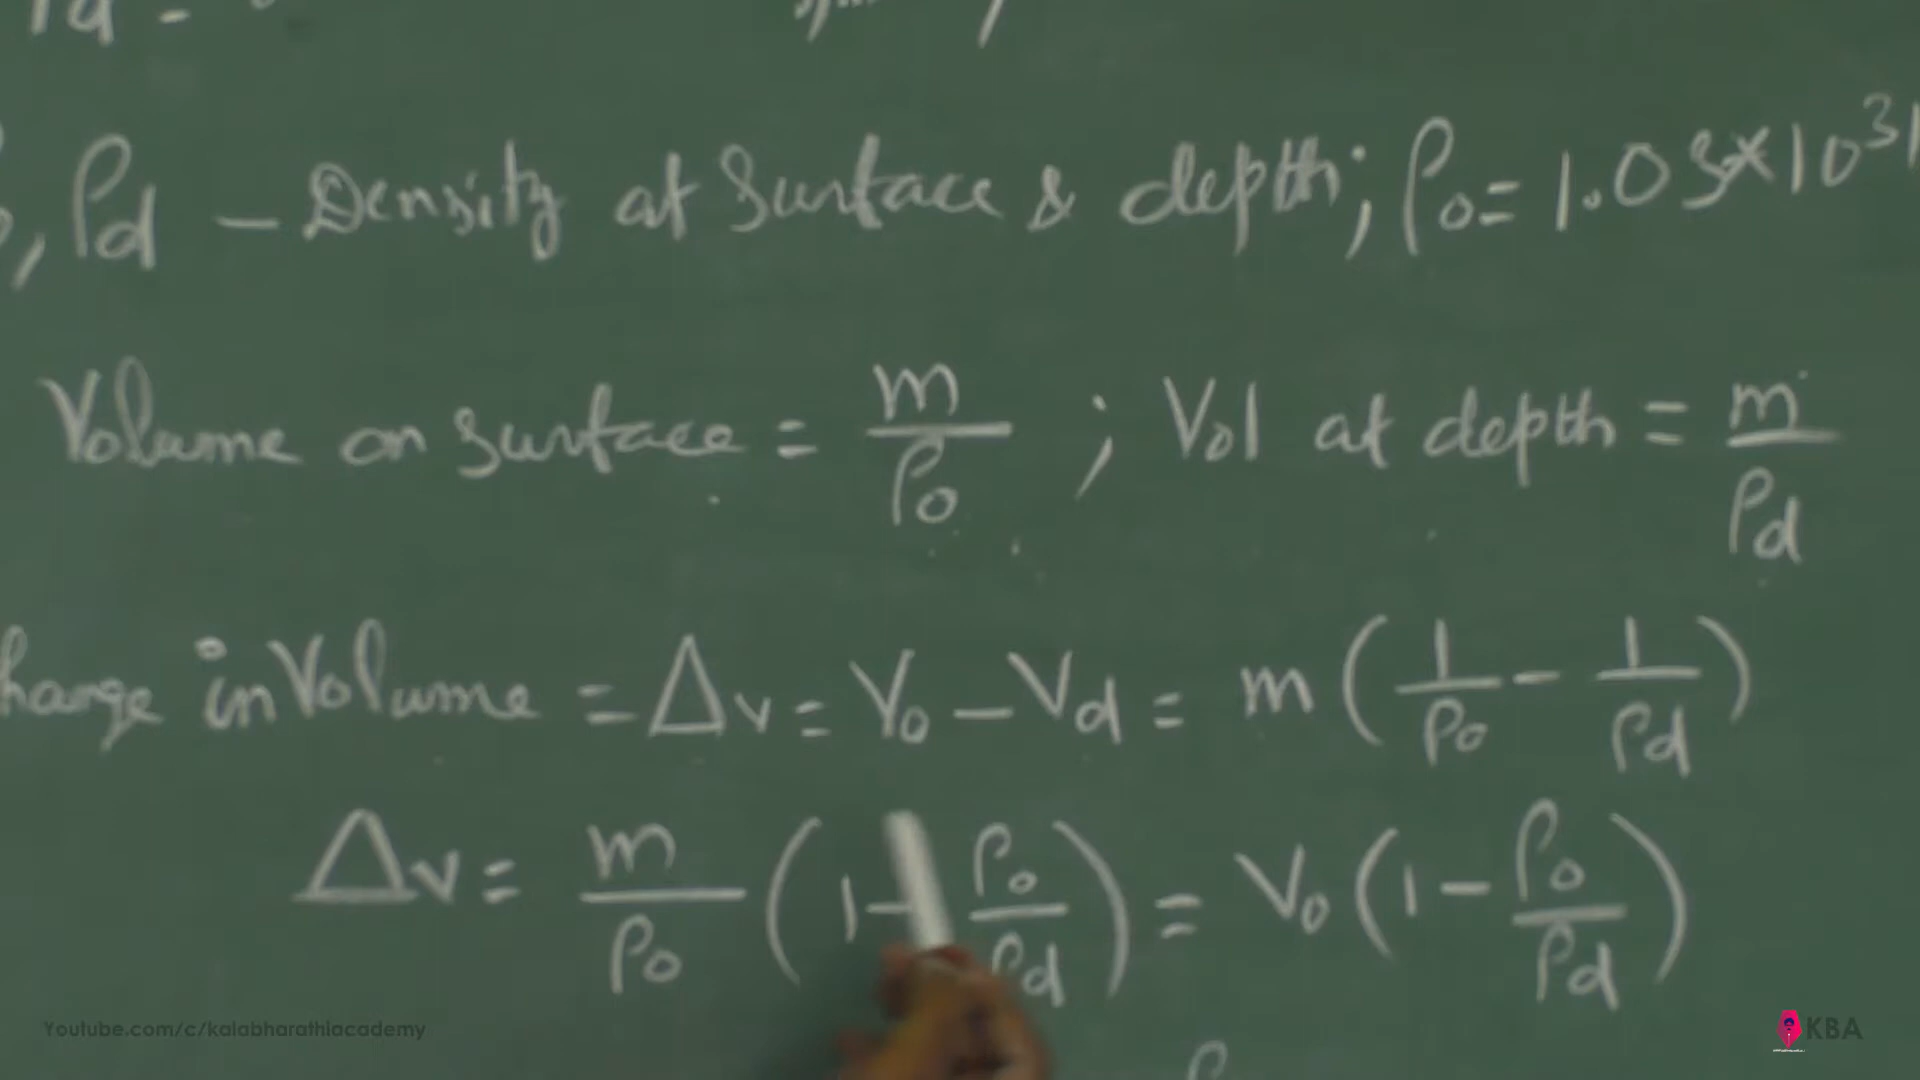 Pd -
, ρd – Density at Surface & depth; ρ₀ = 1.03×10³
Volume on surface = m/ρ₀ ; Vol at depth = m/ρd
hange in Volume = ΔV = V₀ – Vd = m(1/ρ₀ – 1/ρd)
ΔV = m/ρ₀ (1 – ρ₀/ρd) = V₀(1 – ρ₀/ρd)
Youtube.com/c/kalabharathiacademy
KBA